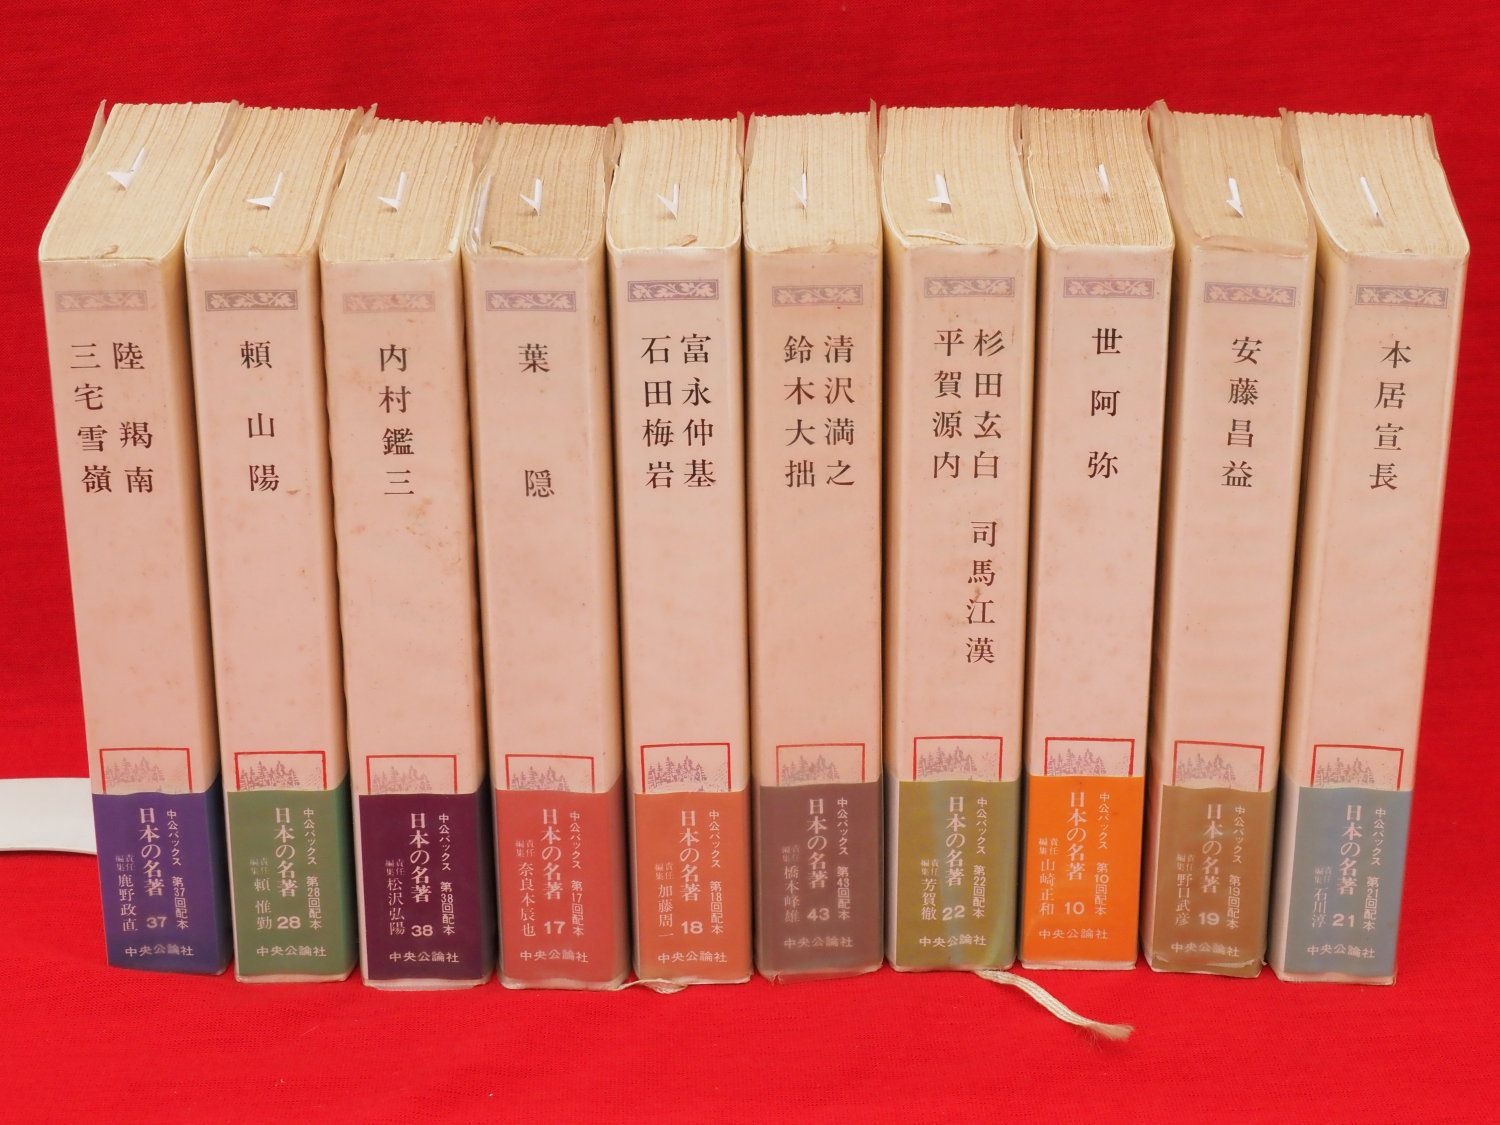 陸羯南
三宅雪嶺
中公バックス 第37回配本
日本の名著 37
責任編集 鹿野政直
中央公論社
頼山陽
中公バックス 第28回配本
日本の名著 28
責任編集 頼惟勤
中央公論社
内村鑑三
中公バックス 第38回配本
日本の名著 38
責任編集 松沢弘陽
中央公論社
葉隠
中公バックス 第17回配本
日本の名著 17
責任編集 奈良本辰也
中央公論社
富永仲基
石田梅岩
中公バックス 第18回配本
日本の名著 18
責任編集 加藤周一
中央公論社
清沢満之
鈴木大拙
中公バックス 第43回配本
日本の名著 43
責任編集 橋本峰雄
中央公論社
杉田玄白 司馬江漢
平賀源内
中公バックス 第22回配本
日本の名著 22
責任編集 芳賀徹
中央公論社
世阿弥
中公バックス 第10回配本
日本の名著 10
責任編集 山崎正和
中央公論社
安藤昌益
中公バックス 第19回配本
日本の名著 19
責任編集 野口武彦
中央公論社
本居宣長
中公バックス 第21回配本
日本の名著 21
責任編集 石川淳
中央公論社